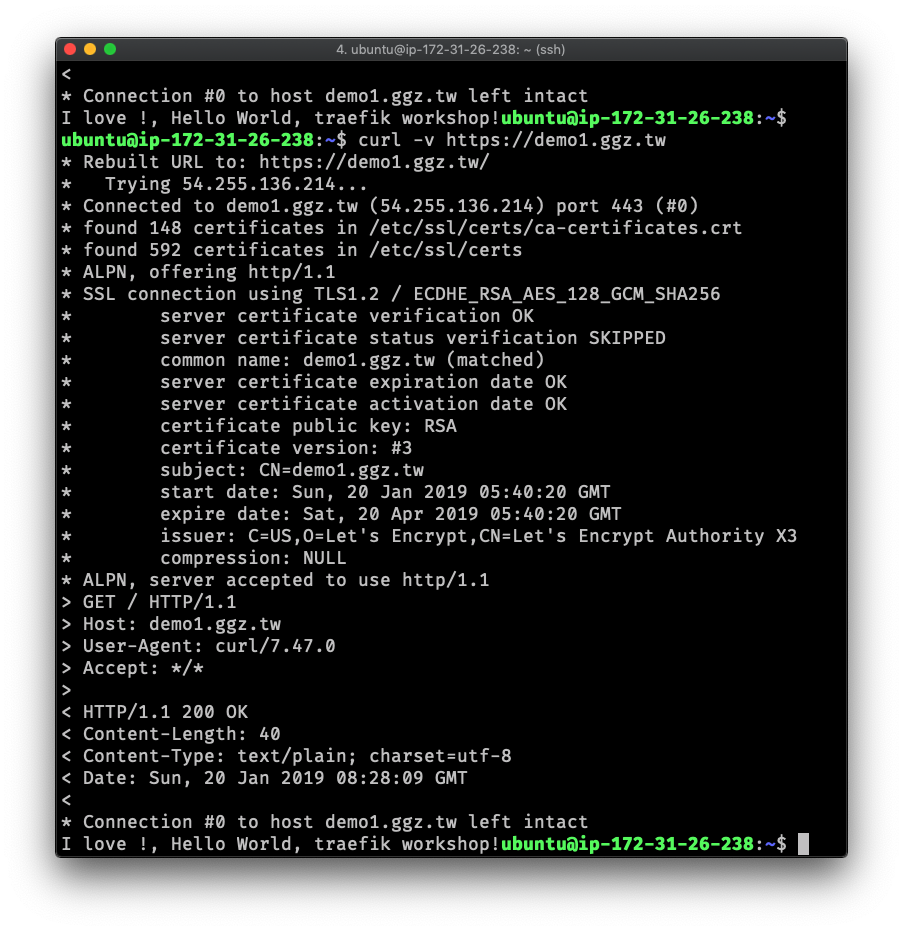 4. ubuntu@ip-172-31-26-238: ~ (ssh)
<
* Connection #0 to host demo1.ggz.tw left intact
I love !, Hello World, traefik workshop!ubuntu@ip-172-31-26-238:~$
ubuntu@ip-172-31-26-238:~$ curl -v https://demo1.ggz.tw
* Rebuilt URL to: https://demo1.ggz.tw/
*   Trying 54.255.136.214...
* Connected to demo1.ggz.tw (54.255.136.214) port 443 (#0)
* found 148 certificates in /etc/ssl/certs/ca-certificates.crt
* found 592 certificates in /etc/ssl/certs
* ALPN, offering http/1.1
* SSL connection using TLS1.2 / ECDHE_RSA_AES_128_GCM_SHA256
*        server certificate verification OK
*        server certificate status verification SKIPPED
*        common name: demo1.ggz.tw (matched)
*        server certificate expiration date OK
*        server certificate activation date OK
*        certificate public key: RSA
*        certificate version: #3
*        subject: CN=demo1.ggz.tw
*        start date: Sun, 20 Jan 2019 05:40:20 GMT
*        expire date: Sat, 20 Apr 2019 05:40:20 GMT
*        issuer: C=US,O=Let's Encrypt,CN=Let's Encrypt Authority X3
*        compression: NULL
* ALPN, server accepted to use http/1.1
> GET / HTTP/1.1
> Host: demo1.ggz.tw
> User-Agent: curl/7.47.0
> Accept: */*
>
< HTTP/1.1 200 OK
< Content-Length: 40
< Content-Type: text/plain; charset=utf-8
< Date: Sun, 20 Jan 2019 08:28:09 GMT
<
* Connection #0 to host demo1.ggz.tw left intact
I love !, Hello World, traefik workshop!ubuntu@ip-172-31-26-238:~$